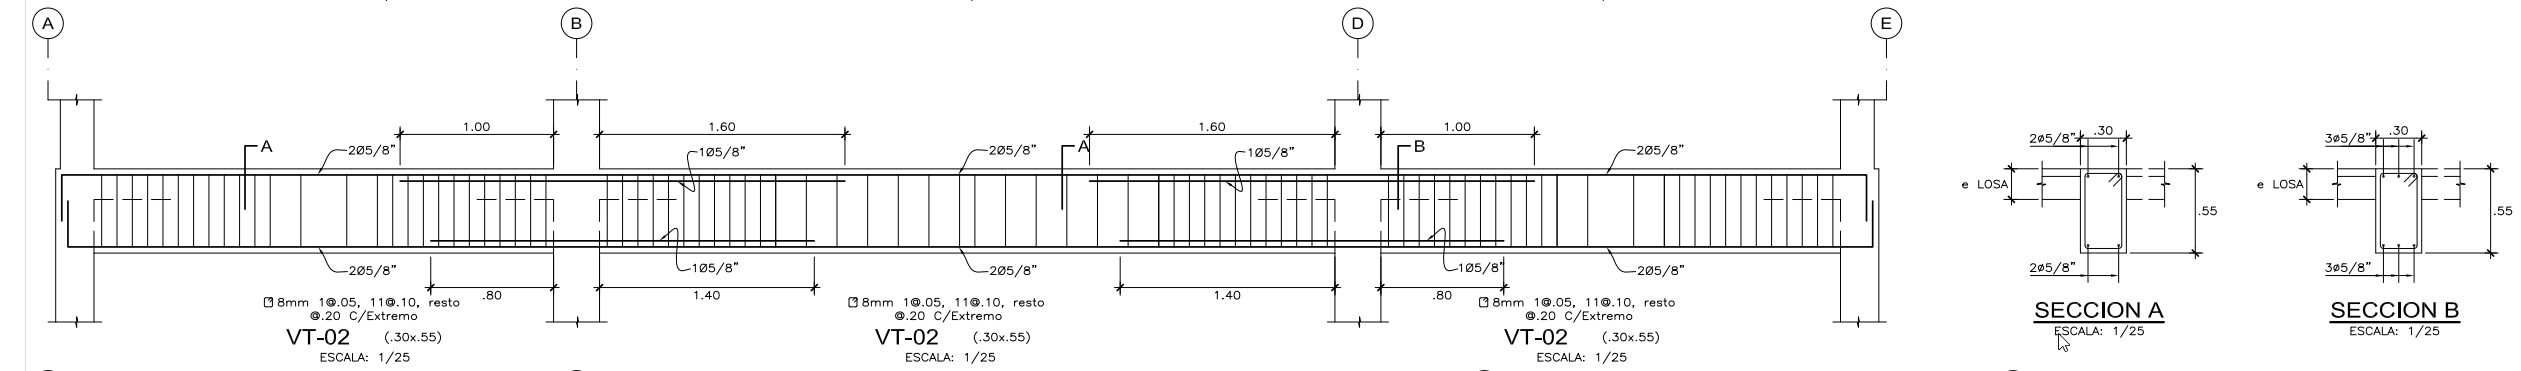 A B D E
1.00 1.60 1.60 1.00
A 2Ø5/8" 1Ø5/8" 2Ø5/8" A 1Ø5/8" B 2Ø5/8"
2Ø5/8" 1Ø5/8" 2Ø5/8" 1Ø5/8" 2Ø5/8"
.80 1.40 1.40 .80
8mm 1@.05, 11@.10, resto
@.20 C/Extremo
VT-02 (.30x.55)
ESCALA: 1/25
8mm 1@.05, 11@.10, resto
@.20 C/Extremo
VT-02 (.30x.55)
ESCALA: 1/25
8mm 1@.05, 11@.10, resto
@.20 C/Extremo
VT-02 (.30x.55)
ESCALA: 1/25
2ø5/8" .30
e LOSA
.55
2ø5/8"
SECCION A
ESCALA: 1/25
3ø5/8" .30
e LOSA
.55
3ø5/8"
SECCION B
ESCALA: 1/25